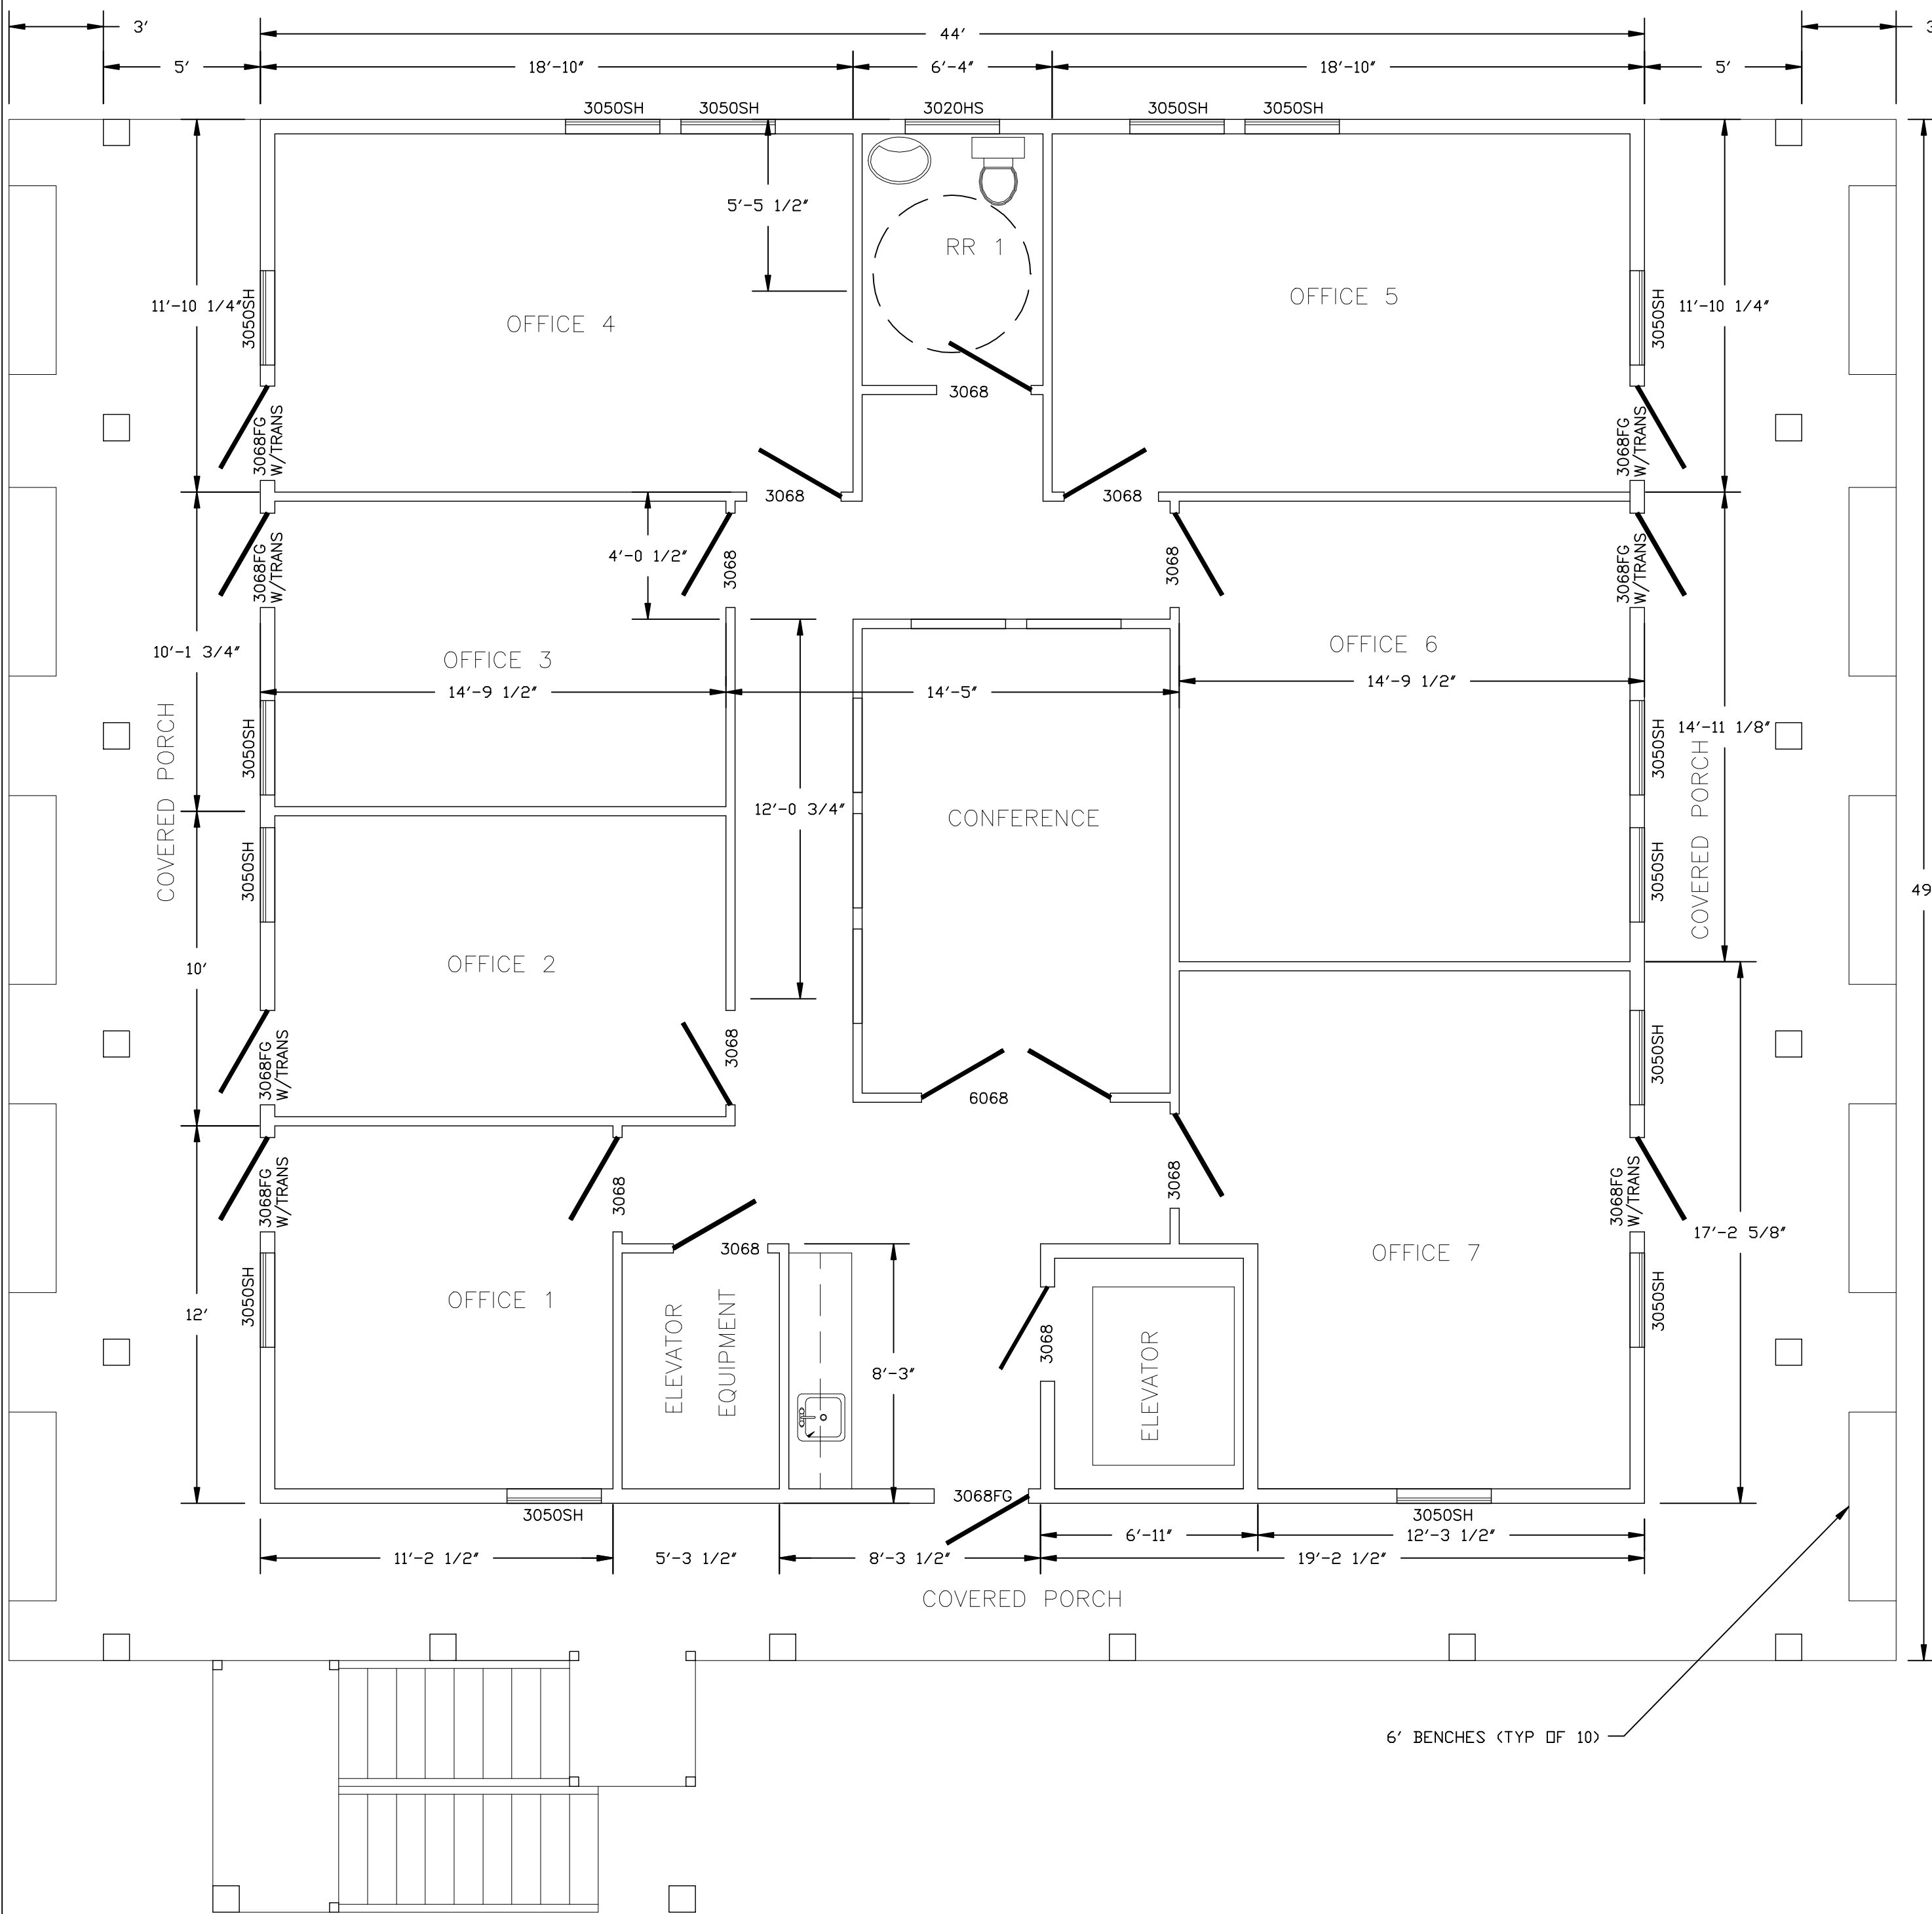 3'
44'
3
5'
18'-10"
6'-4"
18'-10"
5'
3050SH
3050SH
3020HS
3050SH
3050SH
5'-5 1/2"
RR 1
OFFICE 5
11'-10 1/4"
3050SH
OFFICE 4
3050SH
11'-10 1/4"
3068
3068FG
W/TRANS
3068FG
W/TRANS
3068
3068
3068FG
W/TRANS
4'-0 1/2"
3068
3068
3068FG
W/TRANS
10'-1 3/4"
OFFICE 3
OFFICE 6
14'-9 1/2"
14'-5"
14'-9 1/2"
COVERED PORCH
3050SH
3050SH
14'-11 1/8"
COVERED PORCH
12'-0 3/4"
CONFERENCE
3050SH
3050SH
49
10'
OFFICE 2
3068FG
W/TRANS
3068
6068
3050SH
3068FG
W/TRANS
3068
3068
3068FG
W/TRANS
17'-2 5/8"
3068
OFFICE 7
12'
3050SH
OFFICE 1
ELEVATOR
EQUIPMENT
8'-3"
3068
ELEVATOR
3050SH
3068FG
3050SH
3050SH
6'-11"
12'-3 1/2"
11'-2 1/2"
5'-3 1/2"
8'-3 1/2"
19'-2 1/2"
COVERED PORCH
6' BENCHES (TYP OF 10)